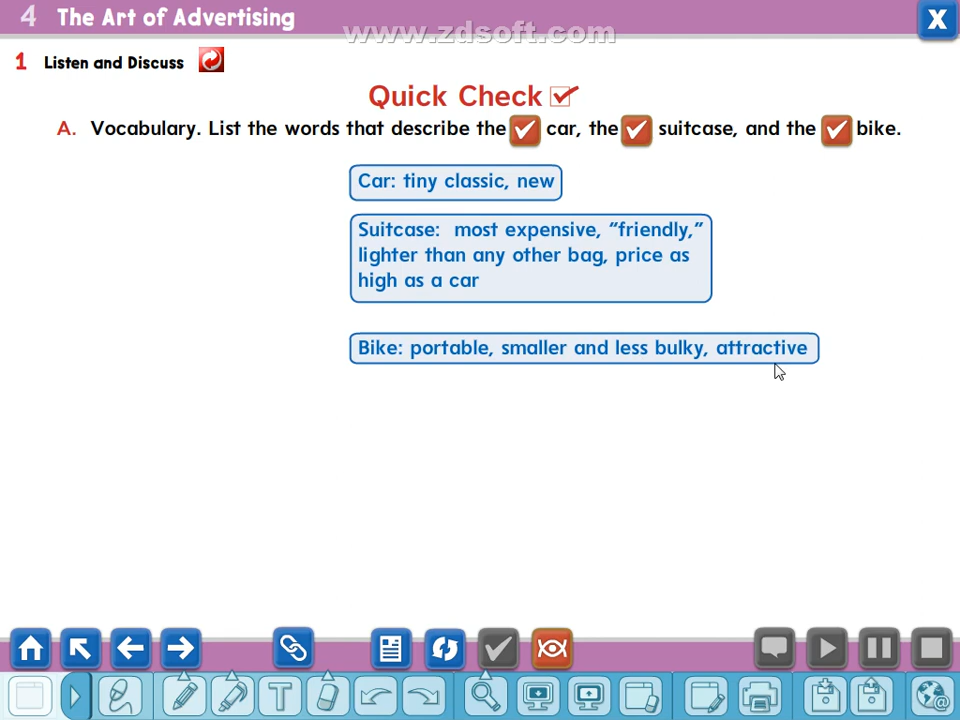 4 The Art of Advertising
www.zdsoft.com
X
1 Listen and Discuss
Quick Check
A. Vocabulary. List the words that describe the car, the suitcase, and the bike.
Car: tiny classic, new
Suitcase: most expensive, “friendly,”
lighter than any other bag, price as
high as a car
Bike: portable, smaller and less bulky, attractive
T
@